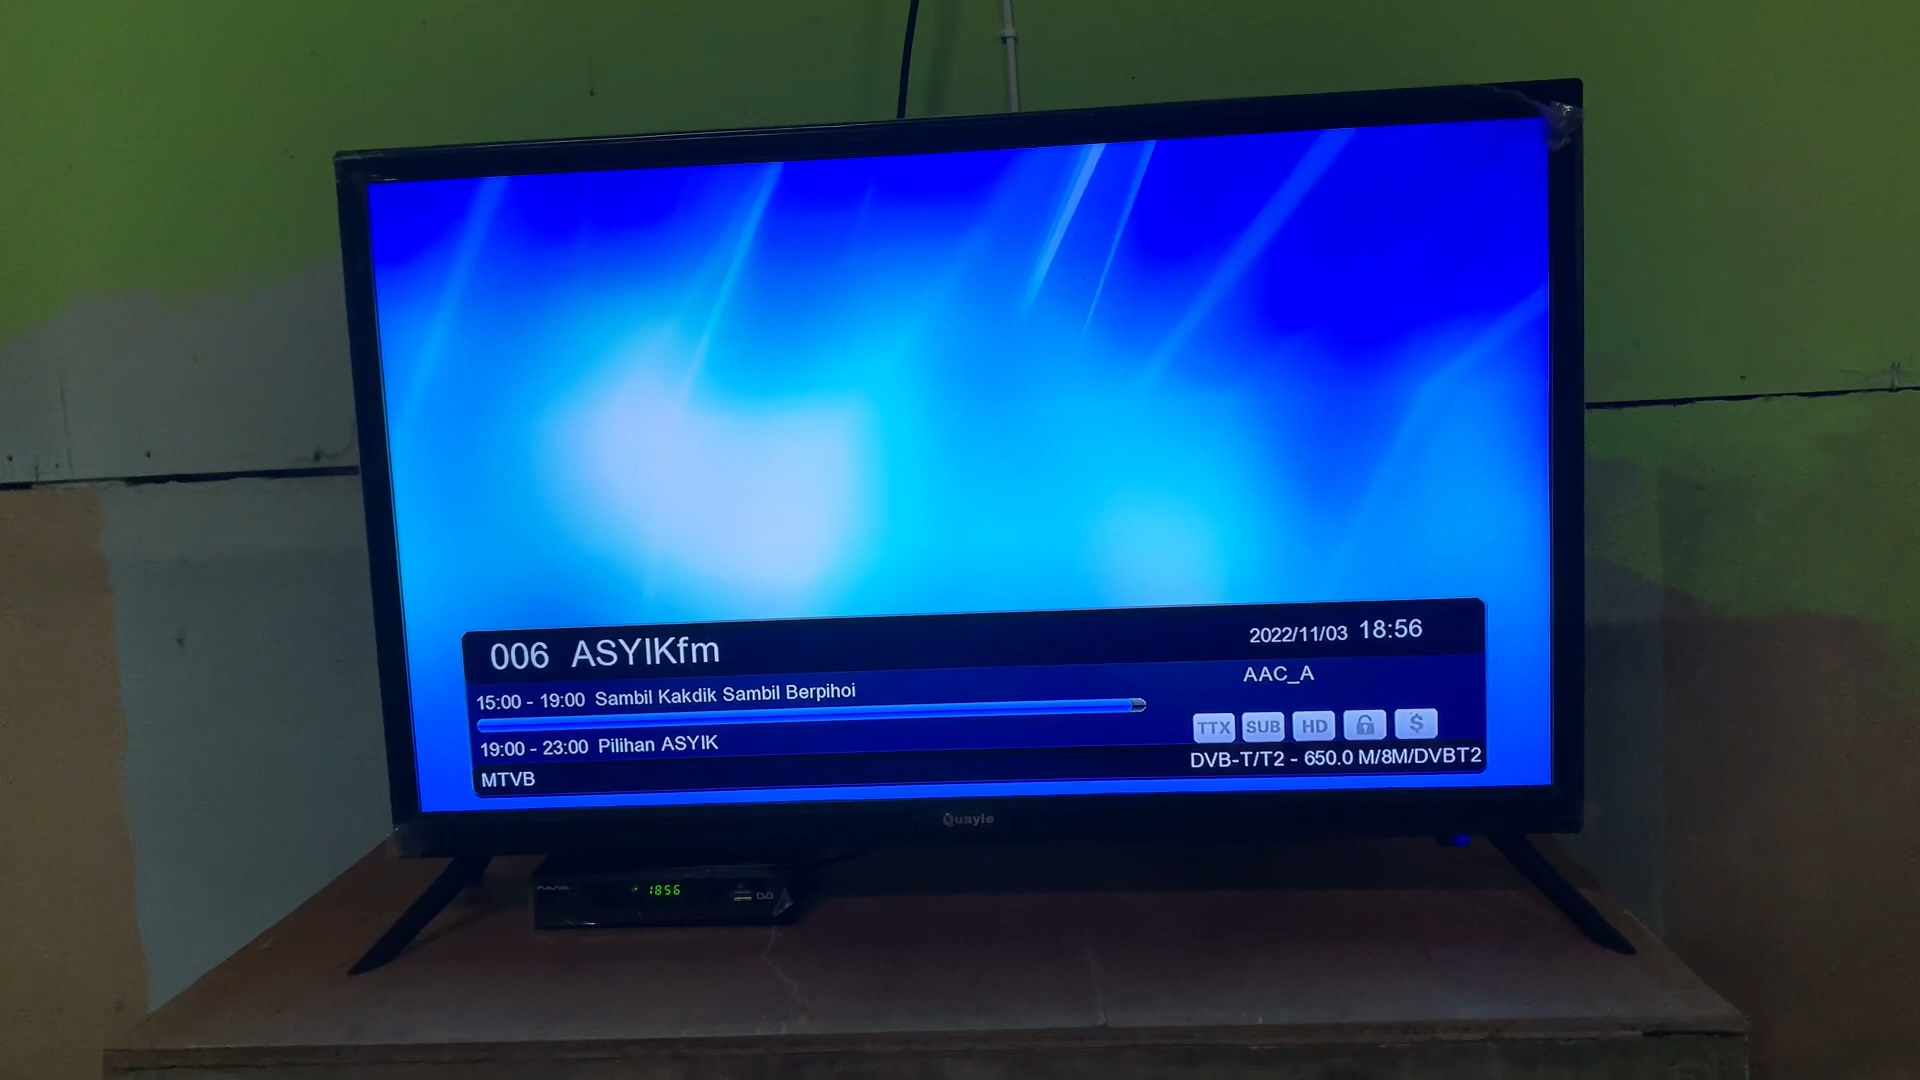 006 ASYIKfm
2022/11/03 18:56
15:00 - 19:00 Sambil Kakdik Sambil Berpihoi
AAC_A
TTX SUB HD $
19:00 - 23:00 Pilihan ASYIK
DVB-T/T2 - 650.0 M/8M/DVBT2
MTVB
Quayle
1856
DVB